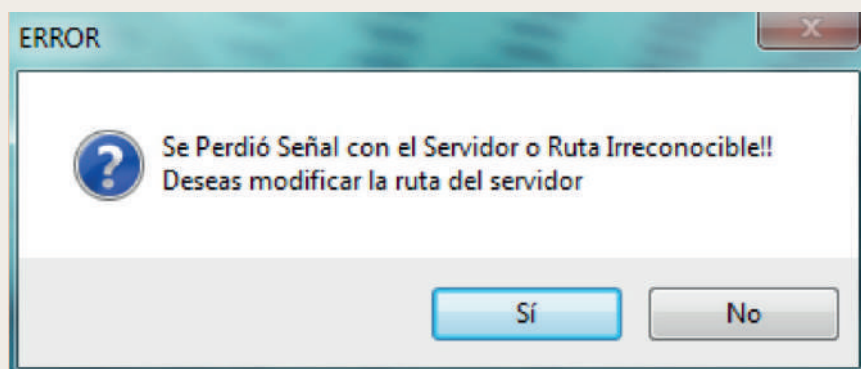 ERROR
Se Perdió Señal con el Servidor o Ruta Irreconocible!!
Deseas modificar la ruta del servidor
Sí
No